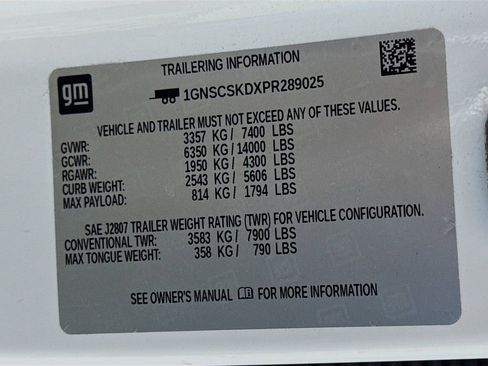 TRAILERING INFORMATION
gm
1GNSCSKDXPR289025
VEHICLE AND TRAILER MUST NOT EXCEED ANY OF THESE VALUES.
GVWR: 3357 KG / 7400 LBS
GCWR: 6350 KG / 14000 LBS
RGAWR: 1950 KG / 4300 LBS
CURB WEIGHT: 2543 KG / 5606 LBS
MAX PAYLOAD: 814 KG / 1794 LBS
SAE J2807 TRAILER WEIGHT RATING (TWR) FOR VEHICLE CONFIGURATION.
CONVENTIONAL TWR: 3583 KG / 7900 LBS
MAX TONGUE WEIGHT: 358 KG / 790 LBS
SEE OWNER'S MANUAL FOR MORE INFORMATION